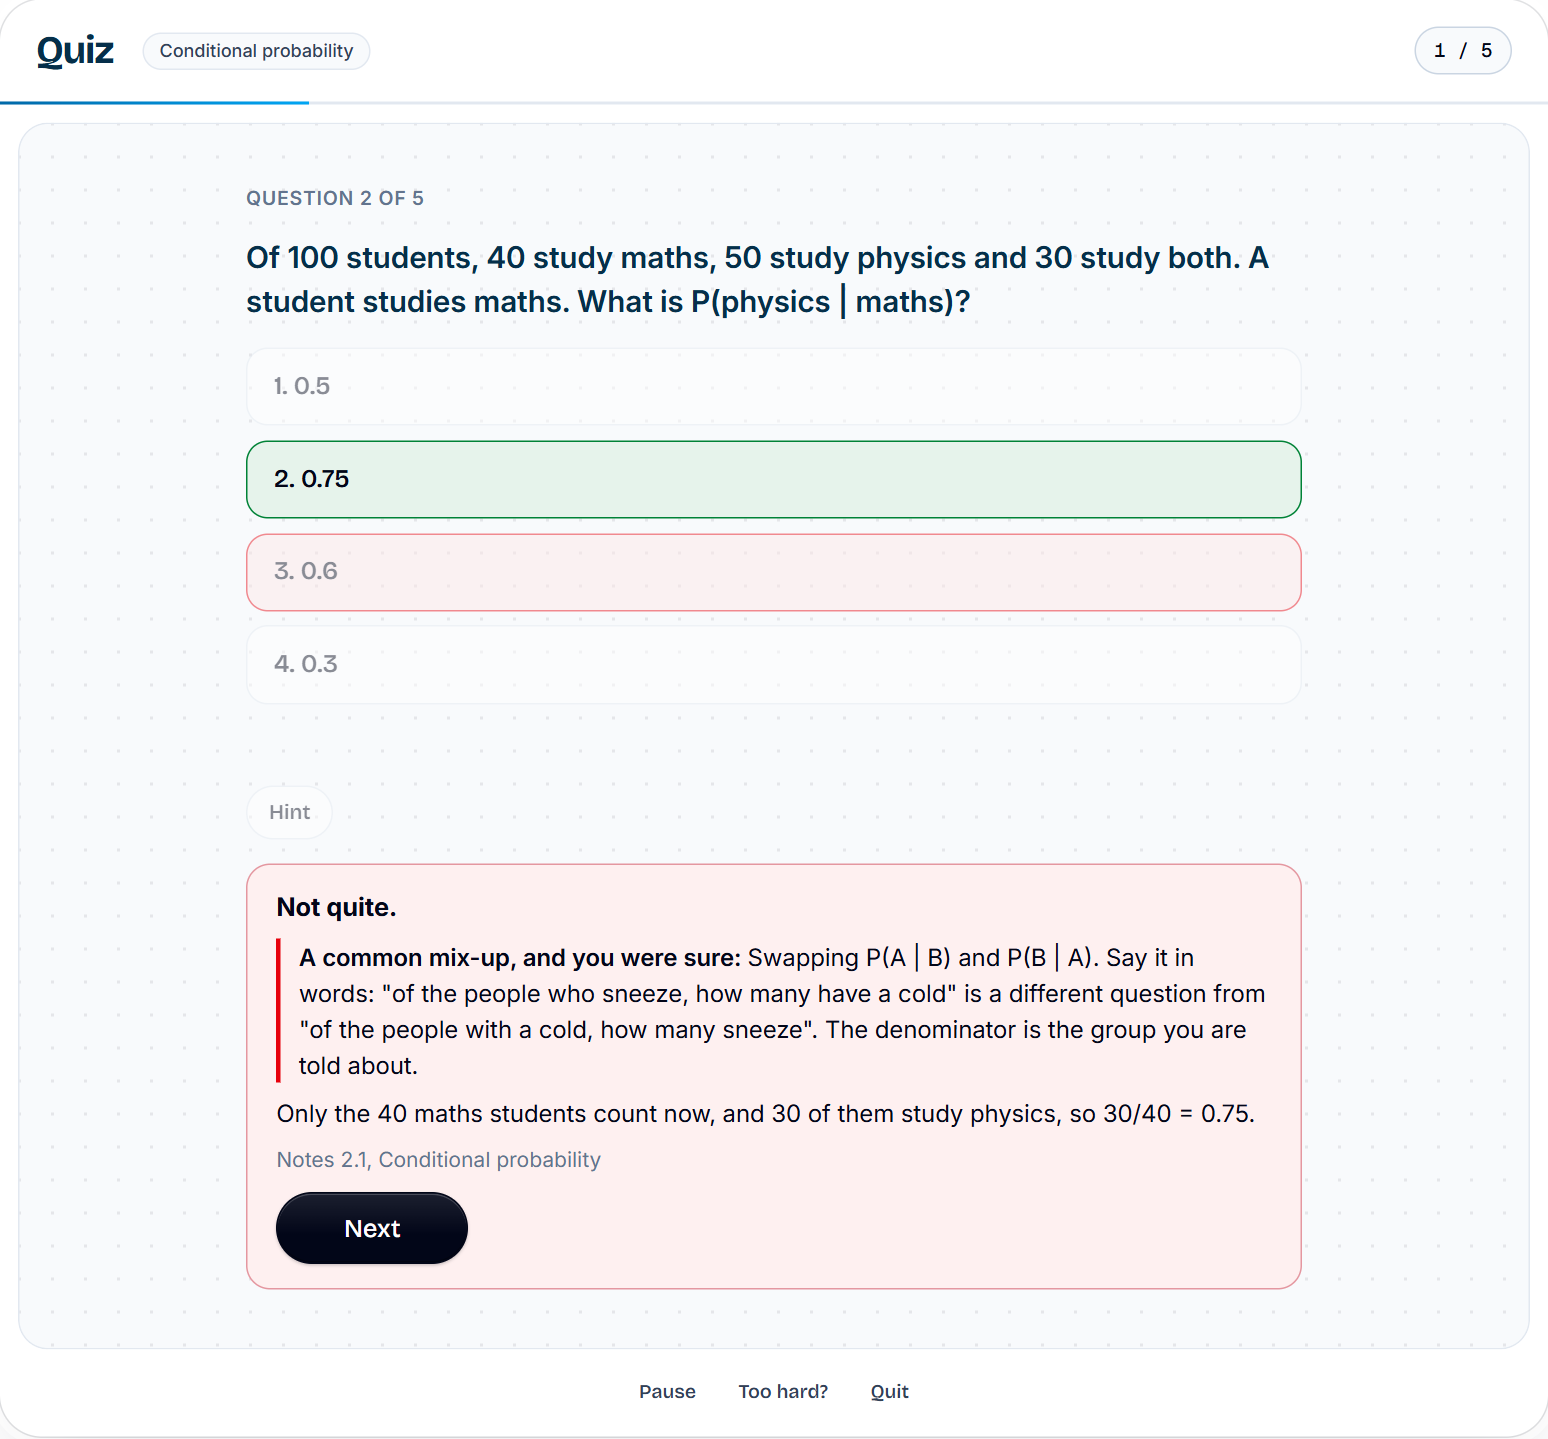 Quiz
Conditional probability
1 / 5
QUESTION 2 OF 5
Of 100 students, 40 study maths, 50 study physics and 30 study both. A
student studies maths. What is P(physics | maths)?
1. 0.5
2. 0.75
3. 0.6
4. 0.3
Hint
Not quite.
A common mix-up, and you were sure: Swapping P(A | B) and P(B | A). Say it in
words: "of the people who sneeze, how many have a cold" is a different question from
"of the people with a cold, how many sneeze". The denominator is the group you are
told about.
Only the 40 maths students count now, and 30 of them study physics, so 30/40 = 0.75.
Notes 2.1, Conditional probability
Next
Pause
Too hard?
Quit